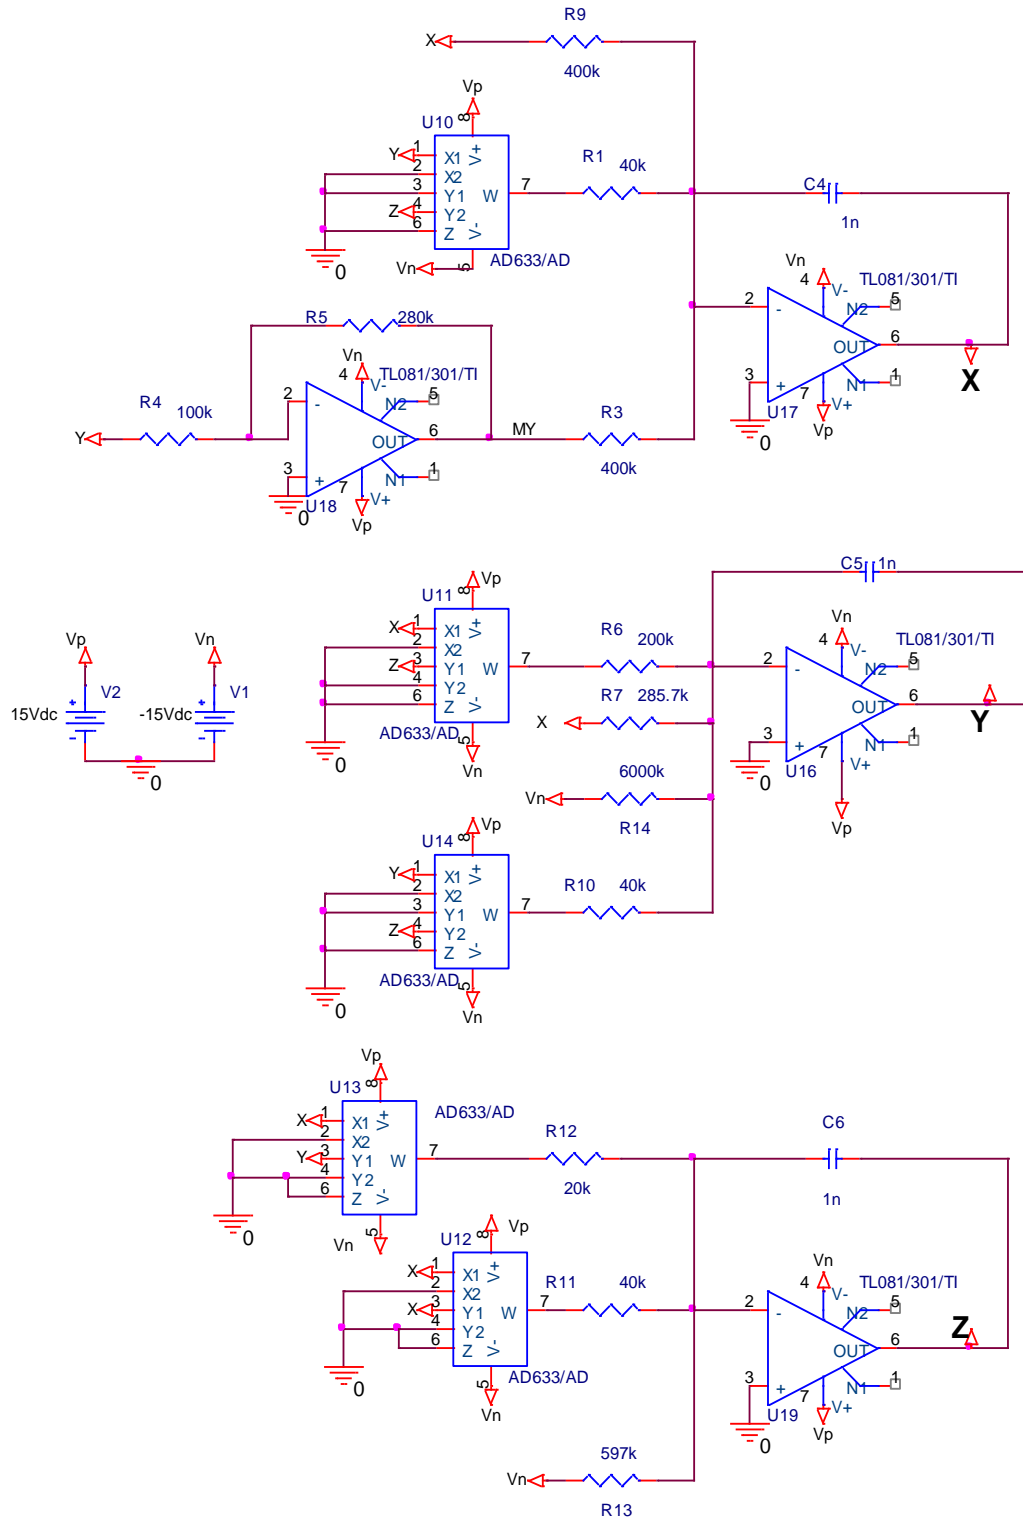 R9
X
400k
Vp
8
U10
Y 1 X1 V+
2 X2
3 Y1 W 7
Z 4 Y2
6 Z V-
5
Vn
AD633/AD
0
R1 40k
C4
1n
Vn
4 V-
TL081/301/TI
N2 5
2 -
OUT 6
X
N1 1
3 +
7 V+
U17
Vp
0
R5 280k
Vn
4 V-
TL081/301/TI
R4
100k
Y
2 -
N2 5
OUT 6
MY
R3
400k
N1 1
3 +
7 V+
U18
Vp
0
C5 1n
Vp
8
U11
X 1 X1 V+
2 X2
Z 3 Y1 W 7
4 Y2
6 Z V-
5
AD633/AD
Vn
0
R6
200k
R7 285.7k
X
6000k
Vn
R14
Vn
4 V-
TL081/301/TI
N2 5
2 -
OUT 6
Y
N1 1
3 +
7 V+
U16
Vp
0
Vp
V2
15Vdc
Vn
V1
-15Vdc
0
Vp
8
U14
Y 1 X1 V+
2 X2
3 Y1 W 7
Z 4 Y2
6 Z V-
5
AD633/AD
Vn
0
R10 40k
Vp
8
U13
AD633/AD
X 1 X1 V+
2 X2
Y 3 Y1 W 7
4 Y2
6 Z V-
5
Vn
0
R12
20k
C6
1n
Vp
8
U12
X 1 X1 V+
2 X2
X 3 Y1 W 7
4 Y2
6 Z V-
5
AD633/AD
Vn
0
R11 40k
Vn
4 V-
TL081/301/TI
N2 5
2 -
OUT 6
Z
N1 1
3 +
7 V+
U19
Vp
0
597k
Vn
R13